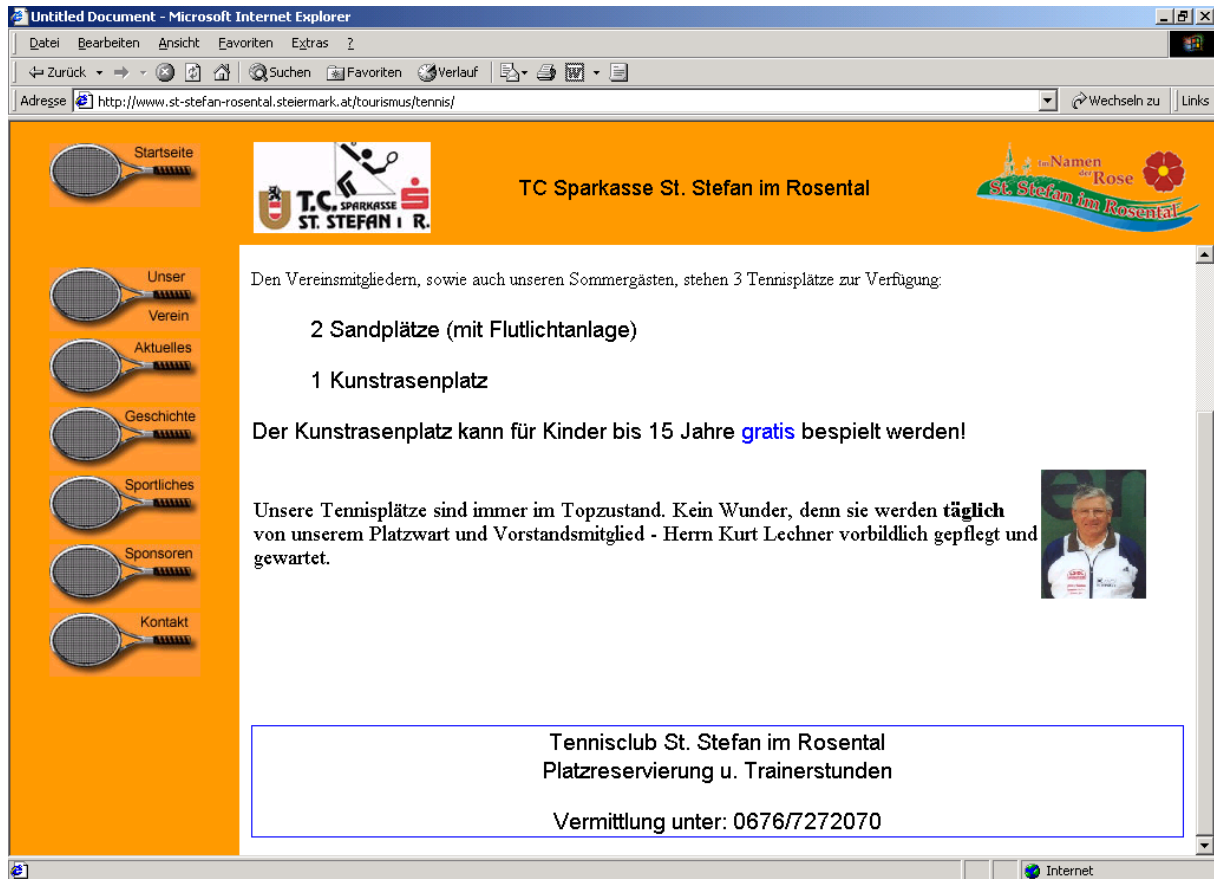 Untitled Document - Microsoft Internet Explorer
Datei Bearbeiten Ansicht Favoriten Extras ?
Zurück Suchen Favoriten Verlauf
Adresse http://www.st-stefan-rosental.steiermark.at/tourismus/tennis/ Wechseln zu Links
Startseite
T.C. SPARKASSE
ST. STEFAN I R.
TC Sparkasse St. Stefan im Rosental
Im Namen
der Rose
St. Stefan im Rosental
Unser
Verein
Aktuelles
Geschichte
Sportliches
Sponsoren
Kontakt
Den Vereinsmitgliedern, sowie auch unseren Sommergästen, stehen 3 Tennisplätze zur Verfügung:
2 Sandplätze (mit Flutlichtanlage)
1 Kunstrasenplatz
Der Kunstrasenplatz kann für Kinder bis 15 Jahre gratis bespielt werden!
Unsere Tennisplätze sind immer im Topzustand. Kein Wunder, denn sie werden täglich
von unserem Platzwart und Vorstandsmitglied - Herrn Kurt Lechner vorbildlich gepflegt und
gewartet.
Tennisclub St. Stefan im Rosental
Platzreservierung u. Trainerstunden
Vermittlung unter: 0676/7272070
Internet